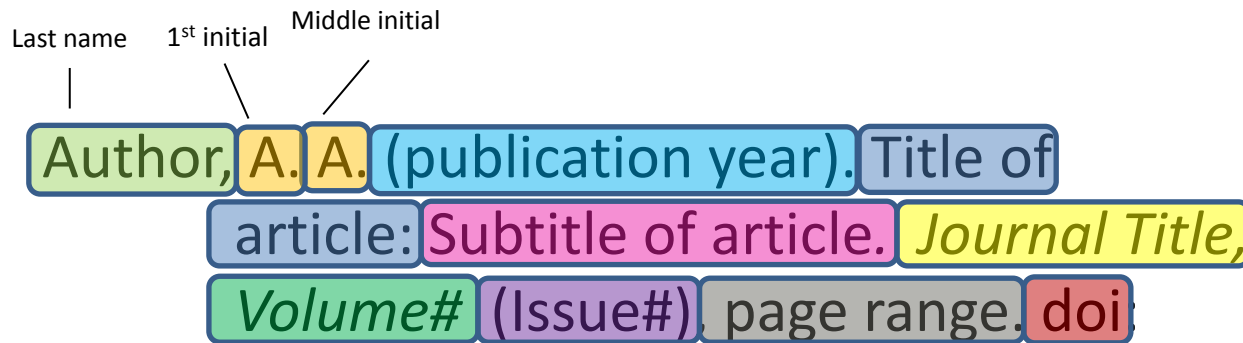 Middle initial
Last name 1st initial
Author, A. A. (publication year). Title of
article: Subtitle of article. Journal Title,
Volume# (Issue#), page range. doi: